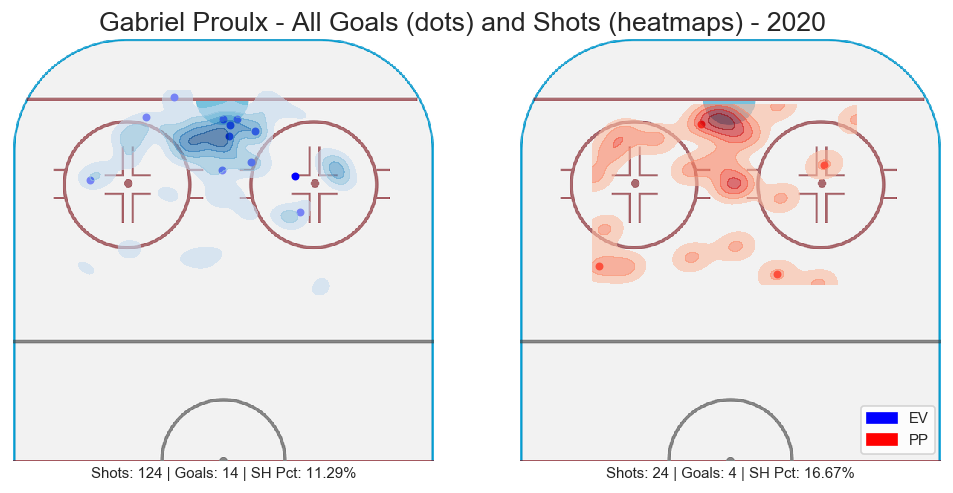 Gabriel Proulx - All Goals (dots) and Shots (heatmaps) - 2020
EV
PP
Shots: 124 | Goals: 14 | SH Pct: 11.29%
Shots: 24 | Goals: 4 | SH Pct: 16.67%